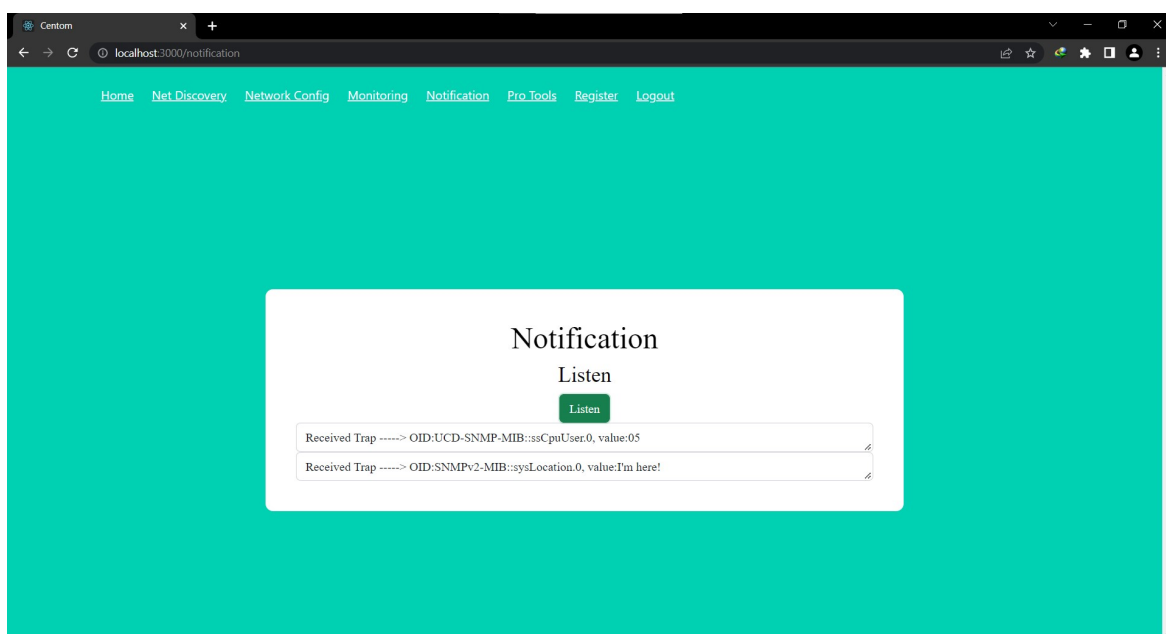 Centom
localhost:3000/notification
Home Net Discovery Network Config Monitoring Notification Pro Tools Register Logout
Notification
Listen
Listen
Received Trap -----> OID:UCD-SNMP-MIB::ssCpuUser.0, value:05
Received Trap -----> OID:SNMPv2-MIB::sysLocation.0, value:I'm here!